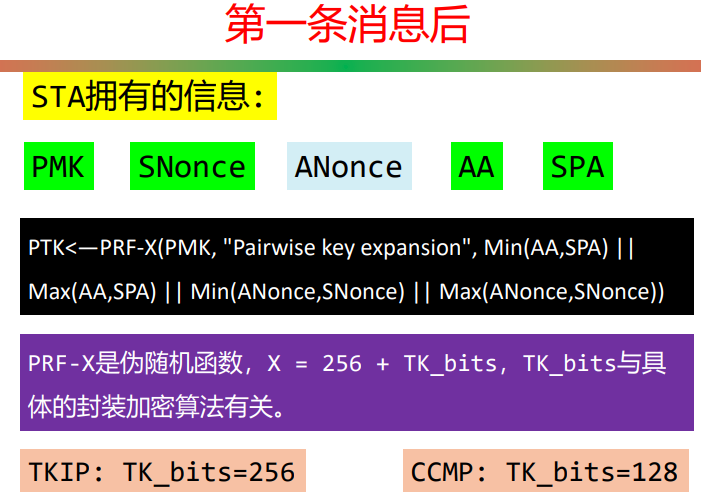 第一条消息后
STA拥有的信息:
PMK SNonce ANonce AA SPA
PTK<—PRF-X(PMK, "Pairwise key expansion", Min(AA,SPA) ||
Max(AA,SPA) || Min(ANonce,SNonce) || Max(ANonce,SNonce))
PRF-X是伪随机函数，X = 256 + TK_bits，TK_bits与具
体的封装加密算法有关。
TKIP: TK_bits=256 CCMP: TK_bits=128